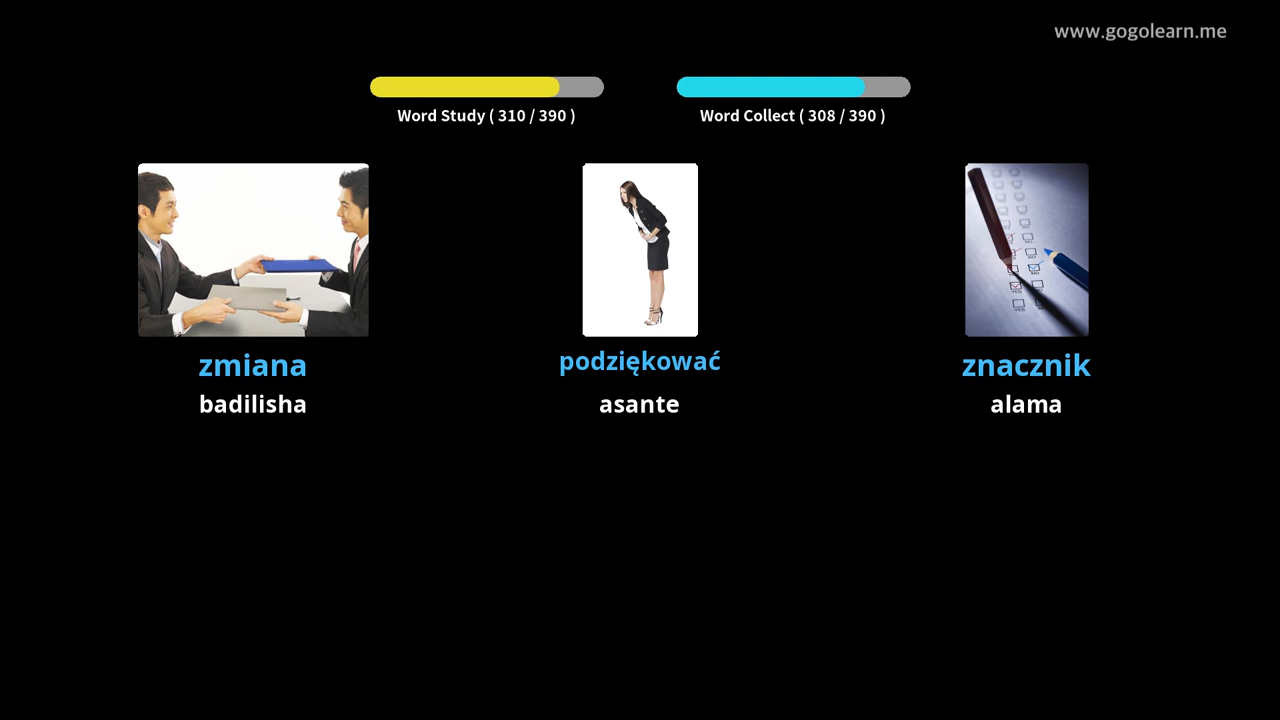 www.gogolearn.me
Word Study ( 310 / 390 )
Word Collect ( 308 / 390 )
zmiana
podziękować
znacznik
badilisha
asante
alama